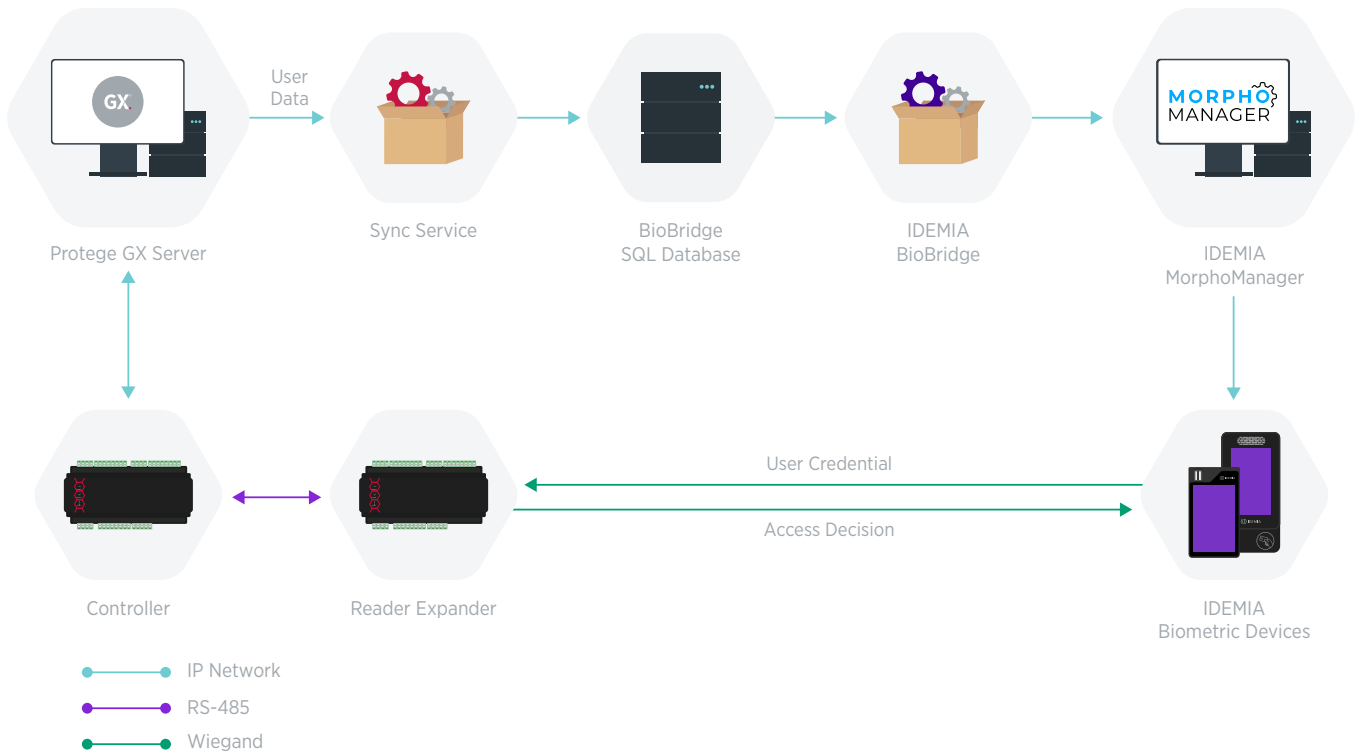 GX
User
Data
MORPHO
MANAGER
Protege GX Server
Sync Service
BioBridge
SQL Database
IDEMIA
BioBridge
IDEMIA
MorphoManager
User Credential
Access Decision
Controller
Reader Expander
IDEMIA
Biometric Devices
IP Network
RS-485
Wiegand